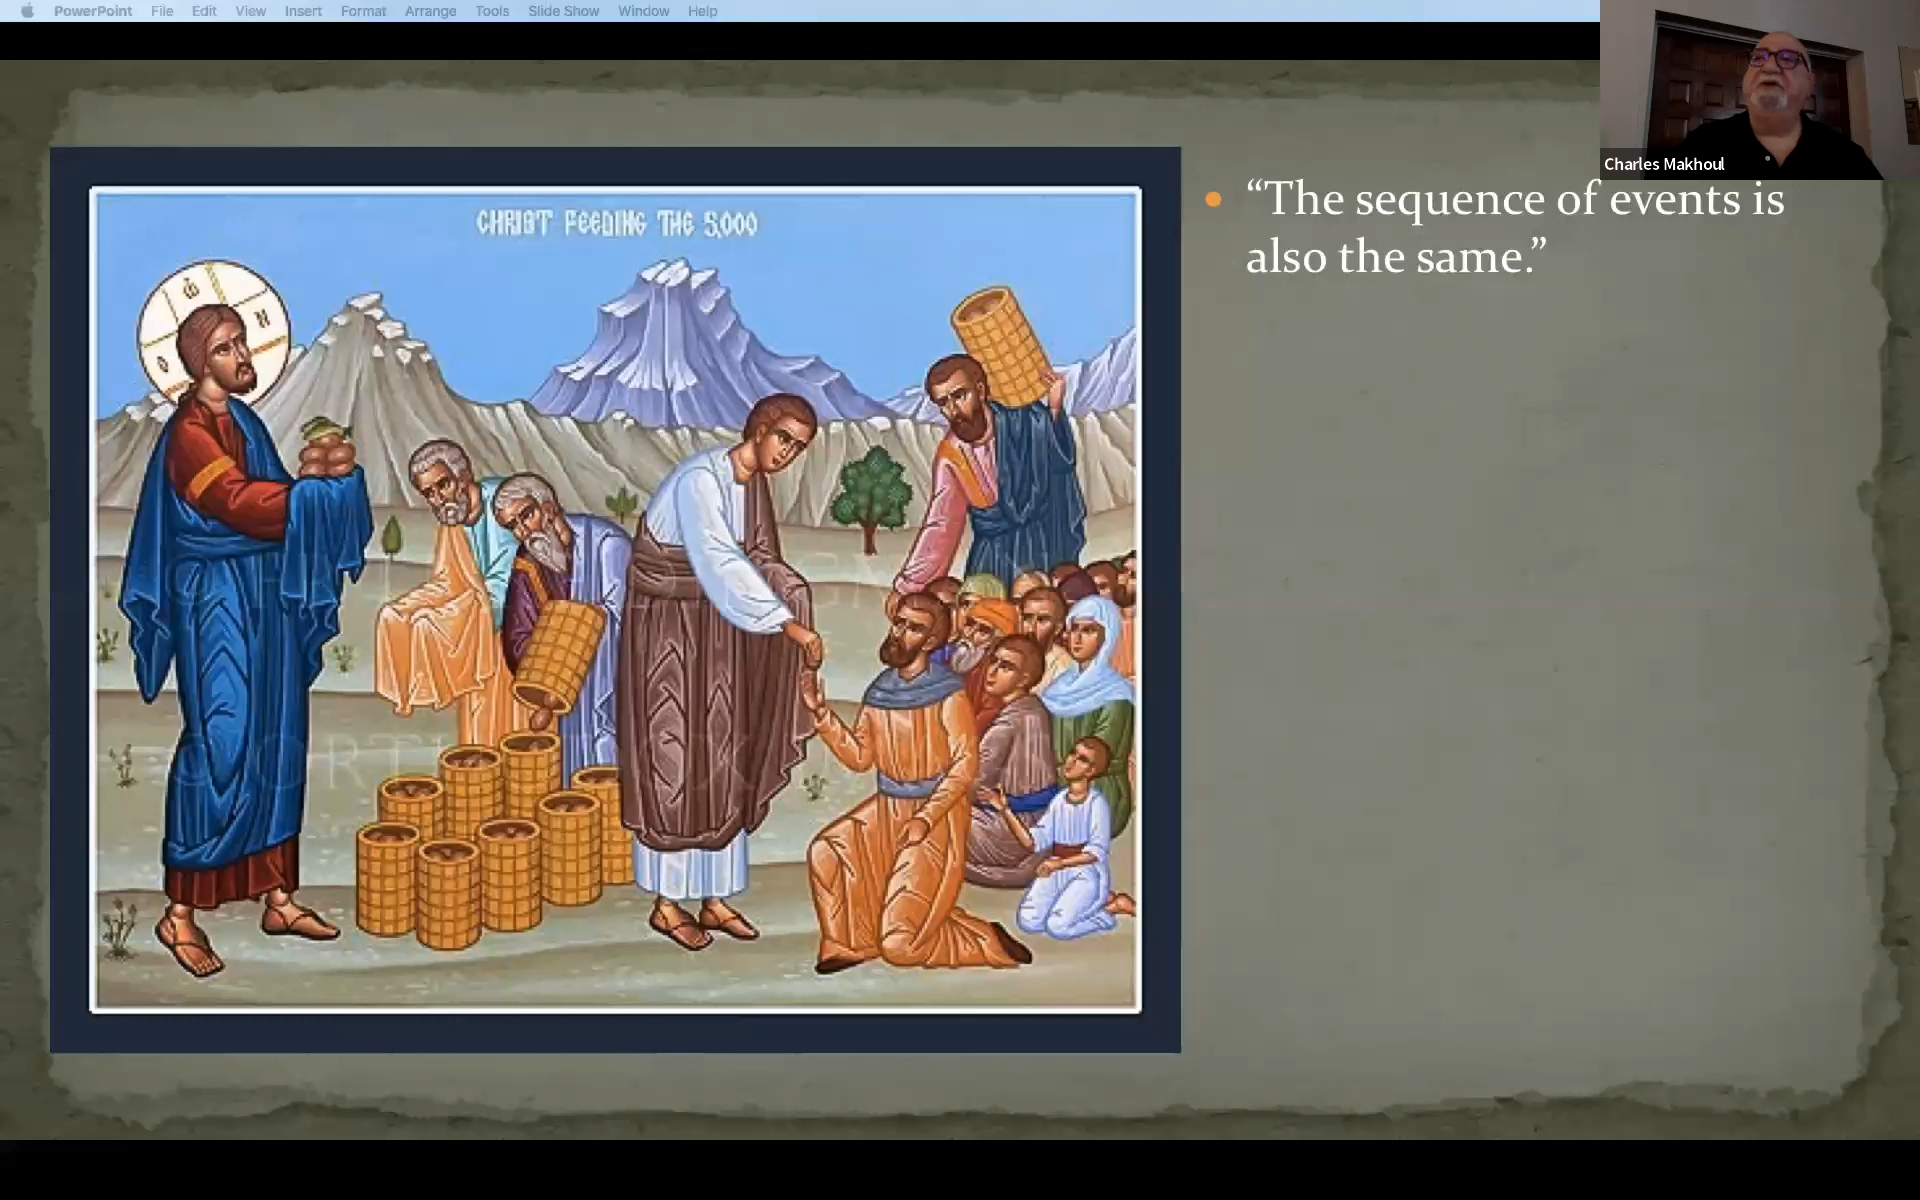 PowerPoint File Edit View Insert Format Arrange Tools Slide Show Window Help
Charles Makhoul
CHRIST FEEDING THE 5,000
“The sequence of events is
also the same.”